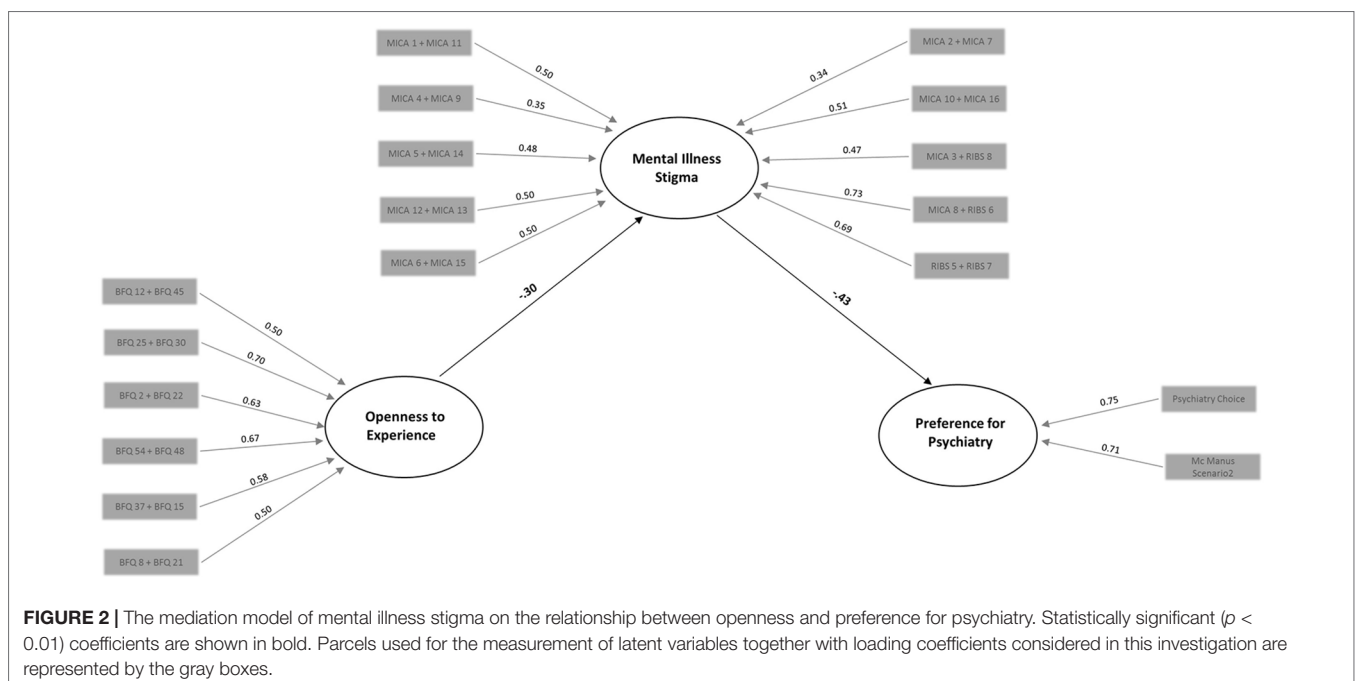 MICA 1 + MICA 11
0.50
MICA 4 + MICA 9
0.35
MICA 5 + MICA 14
0.48
MICA 12 + MICA 13
0.50
MICA 6 + MICA 15
0.50
Mental Illness
Stigma
MICA 2 + MICA 7
0.34
MICA 10 + MICA 16
0.51
MICA 3 + RIBS 8
0.47
MICA 8 + RIBS 6
0.73
RIBS 5 + RIBS 7
0.69
-.30
-.43
BFQ 12 + BFQ 45
0.50
BFQ 25 + BFQ 30
0.70
BFQ 2 + BFQ 22
0.63
BFQ 54 + BFQ 48
0.67
BFQ 37 + BFQ 15
0.58
BFQ 8 + BFQ 21
0.50
Openness to
Experience
Preference for
Psychiatry
Psychiatry Choice
0.75
Mc Manus
Scenario2
0.71
FIGURE 2 | The mediation model of mental illness stigma on the relationship between openness and preference for psychiatry. Statistically significant (p <
0.01) coefficients are shown in bold. Parcels used for the measurement of latent variables together with loading coefficients considered in this investigation are
represented by the gray boxes.